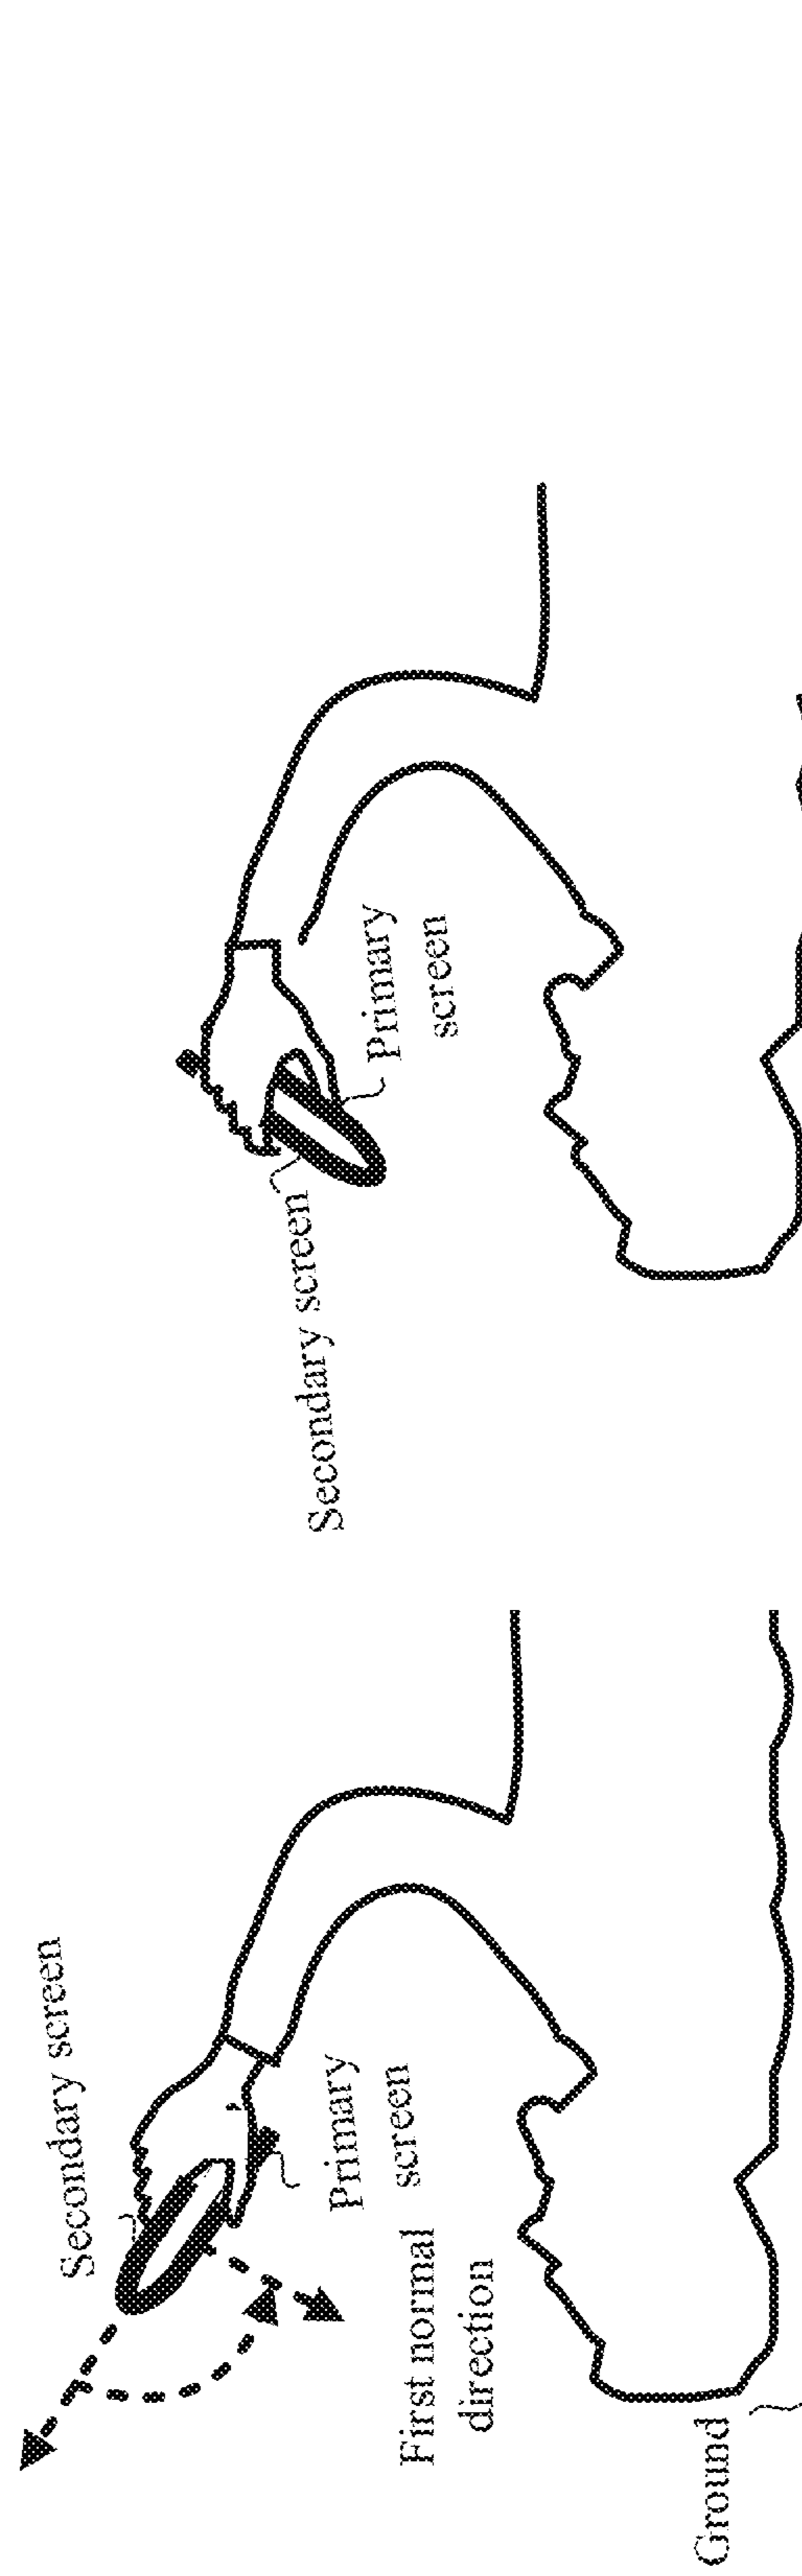 Secondary screen
Primary
screen
First normal
direction
Ground
Secondary screen
Primary
screen